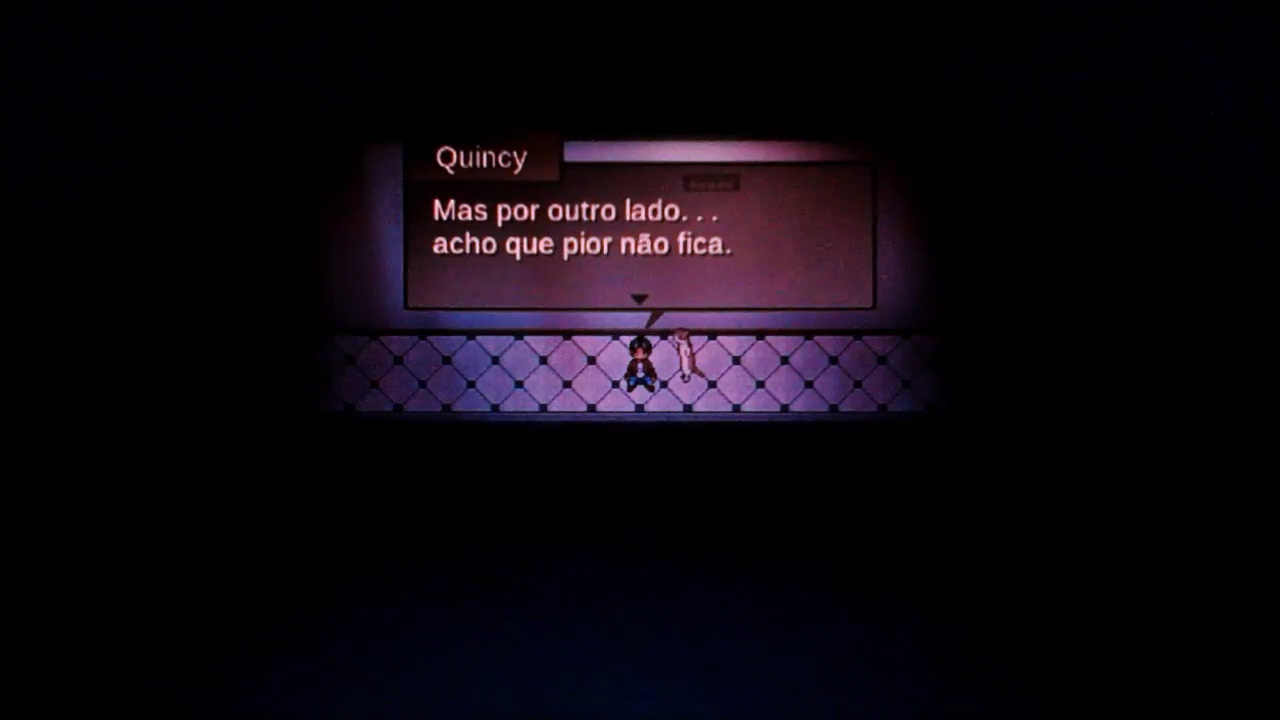 Quincy
Mas por outro lado. . .
acho que pior não fica.